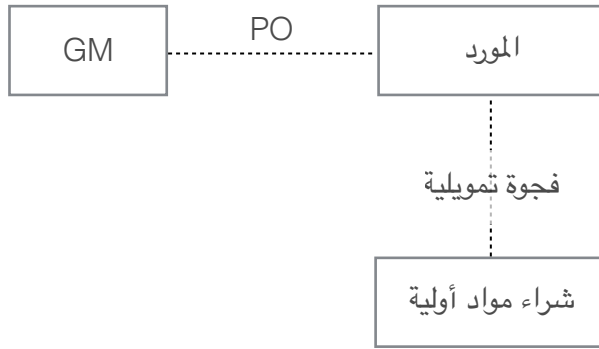 GM
PO
المورد
فجوة تمويلية
شراء مواد أولية